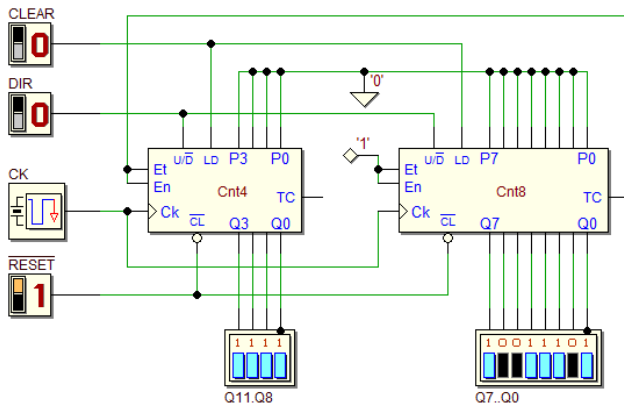 CLEAR
0
DIR
0
CK
RESET
1
'0'
'1'
U/D LD P3 P0
Et
En
Cnt4
TC
Ck
CL Q3 Q0
U/D LD P7 P0
Et
En
Cnt8
TC
Ck
Q7 CL Q0
1 1 1 1
Q11.Q8
1 0 0 1 1 1 0 1
Q7..Q0